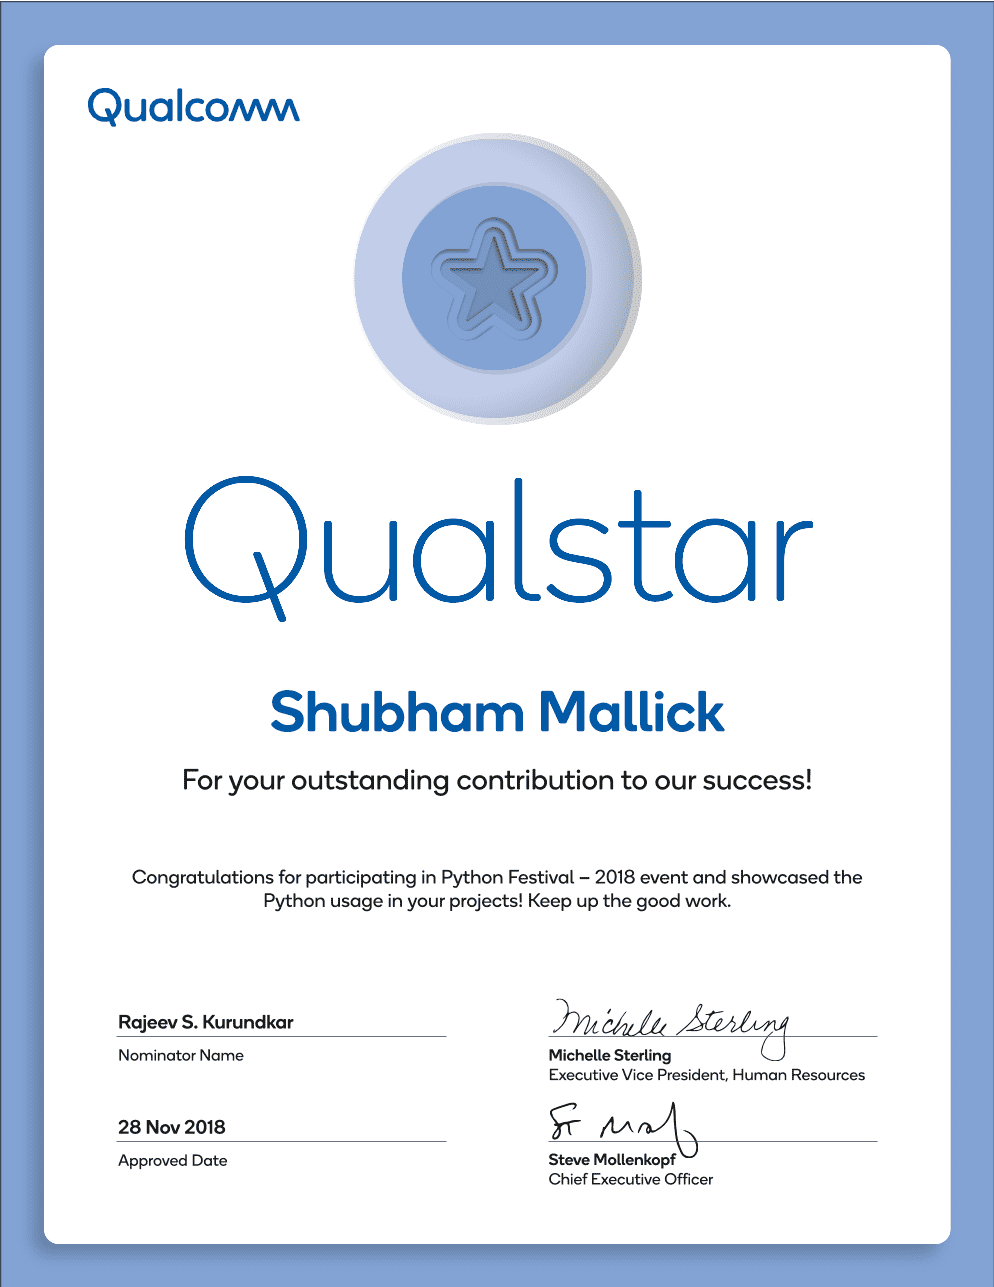 Qualcomm
Qualstar
Shubham Mallick
For your outstanding contribution to our success!
Congratulations for participating in Python Festival – 2018 event and showcased the
Python usage in your projects! Keep up the good work.
Rajeev S. Kurundkar
Nominator Name
28 Nov 2018
Approved Date
Michelle Sterling
Michelle Sterling
Executive Vice President, Human Resources
Steve Mollenkopf
Chief Executive Officer